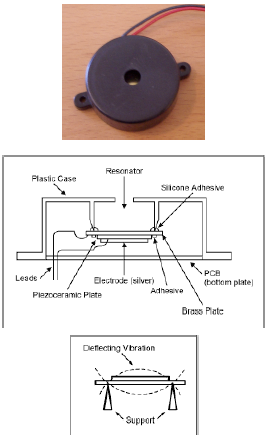 Resonator
Plastic Case
Silicone Adhesive
Leads
Electrode (silver)
Adhesive
PCB
(bottom plate)
Piezoceramic Plate
Brass Plate
Deflecting Vibration
Support